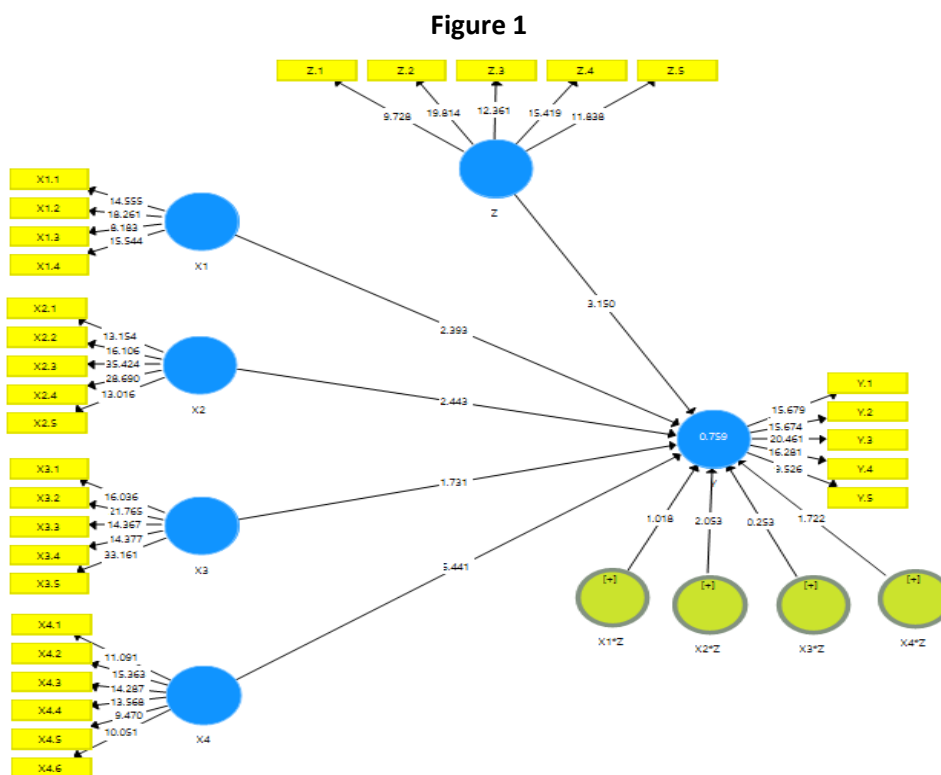 Figure 1
Z.1 Z.2 Z.3 Z.4 Z.5
9.728 19.814 12.361 15.419 11.838
Z
X1.1
X1.2
X1.3
X1.4
14.555
18.261
8.183
15.544
X1
X2.1
X2.2
X2.3
X2.4
X2.5
13.154
16.106
35.424
28.690
13.016
X2
X3.1
X3.2
X3.3
X3.4
X3.5
16.036
21.765
14.367
14.377
33.161
X3
X4.1
X4.2
X4.3
X4.4
X4.5
X4.6
11.091
15.363
14.287
13.568
9.470
10.051
X4
3.150
2.393
2.443
1.731
0.759
Y.1
Y.2
Y.3
Y.4
Y.5
15.679
15.674
20.461
16.281
1.018 2.053 0.253 1.722
[+] [+] [+] [+]
X1*Z X2*Z X3*Z X4*Z